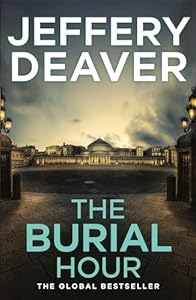 JEFFERY
DEAVER
THE
BURIAL
HOUR
THE GLOBAL BESTSELLER